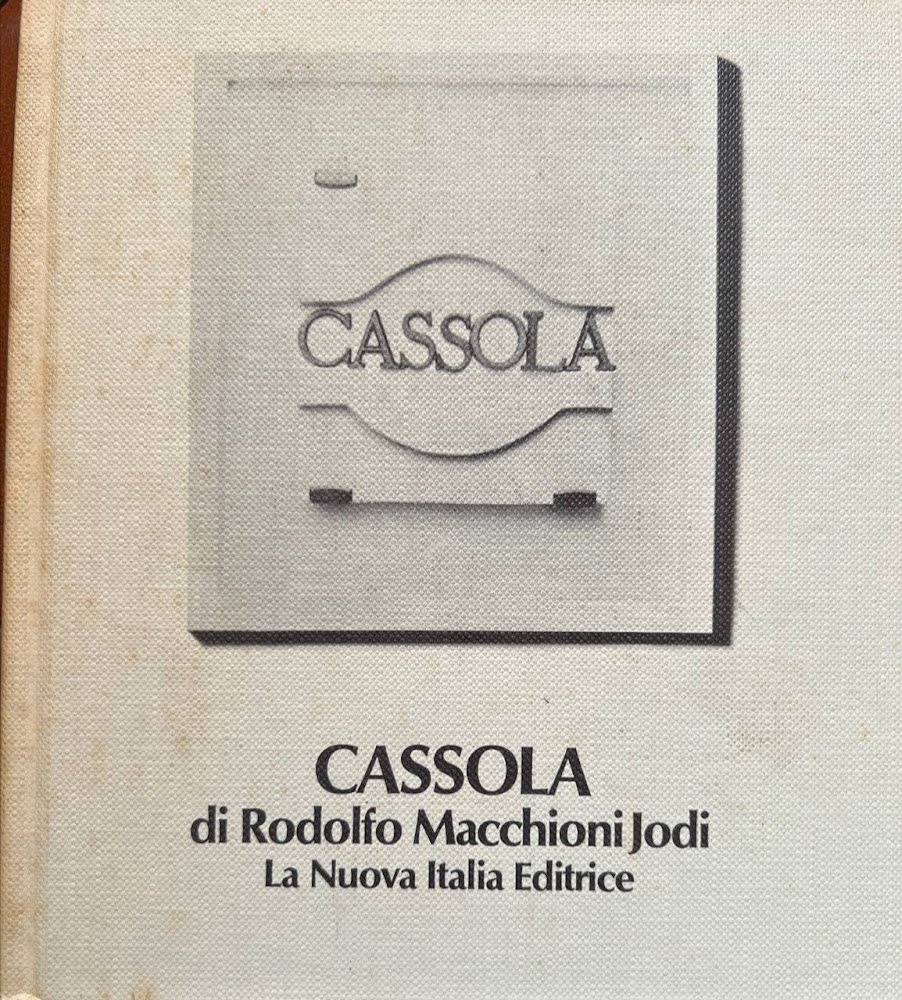 CASSOLA
CASSOLA
di Rodolfo Macchioni Jodi
La Nuova Italia Editrice